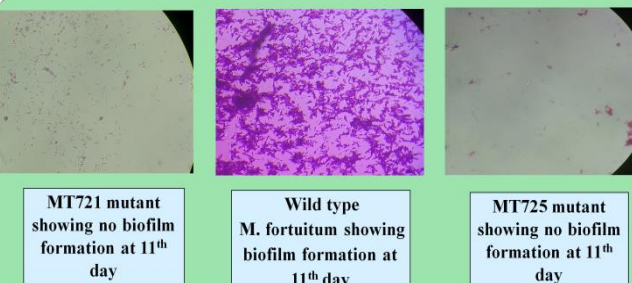 MT721 mutant
showing no biofilm
formation at 11th
day
Wild type
M. fortuitum showing
biofilm formation at
11th day
MT725 mutant
showing no biofilm
formation at 11th
day